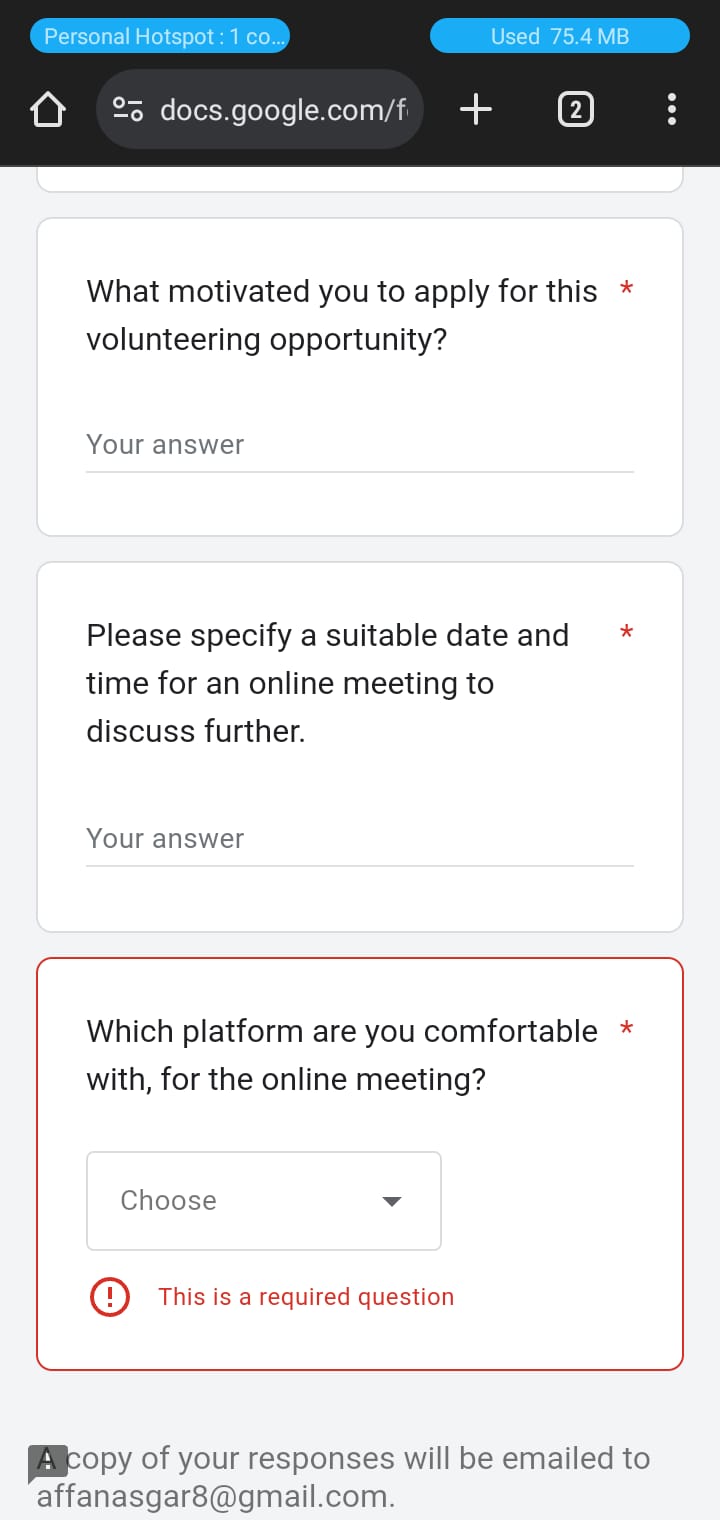 Personal Hotspot : 1 co...
Used 75.4 MB
docs.google.com/f
2
What motivated you to apply for this *
volunteering opportunity?
Your answer
Please specify a suitable date and *
time for an online meeting to
discuss further.
Your answer
Which platform are you comfortable *
with, for the online meeting?
Choose
This is a required question
A copy of your responses will be emailed to
affanasgar8@gmail.com.